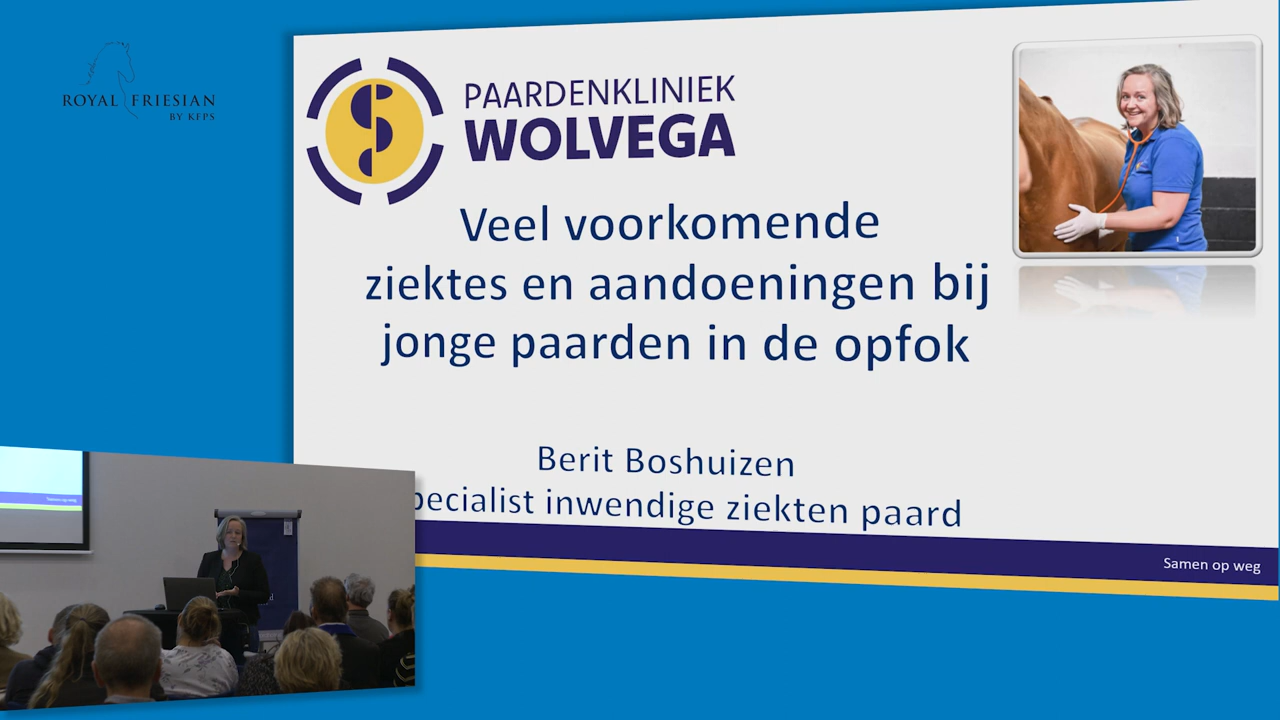 ROYAL FRIESIAN
BY KFPS
PAARDENKLINIEK
WOLVEGA
Veel voorkomende
ziektes en aandoeningen bij
jonge paarden in de opfok
Berit Boshuizen
pecialist inwendige ziekten paard
Samen op weg